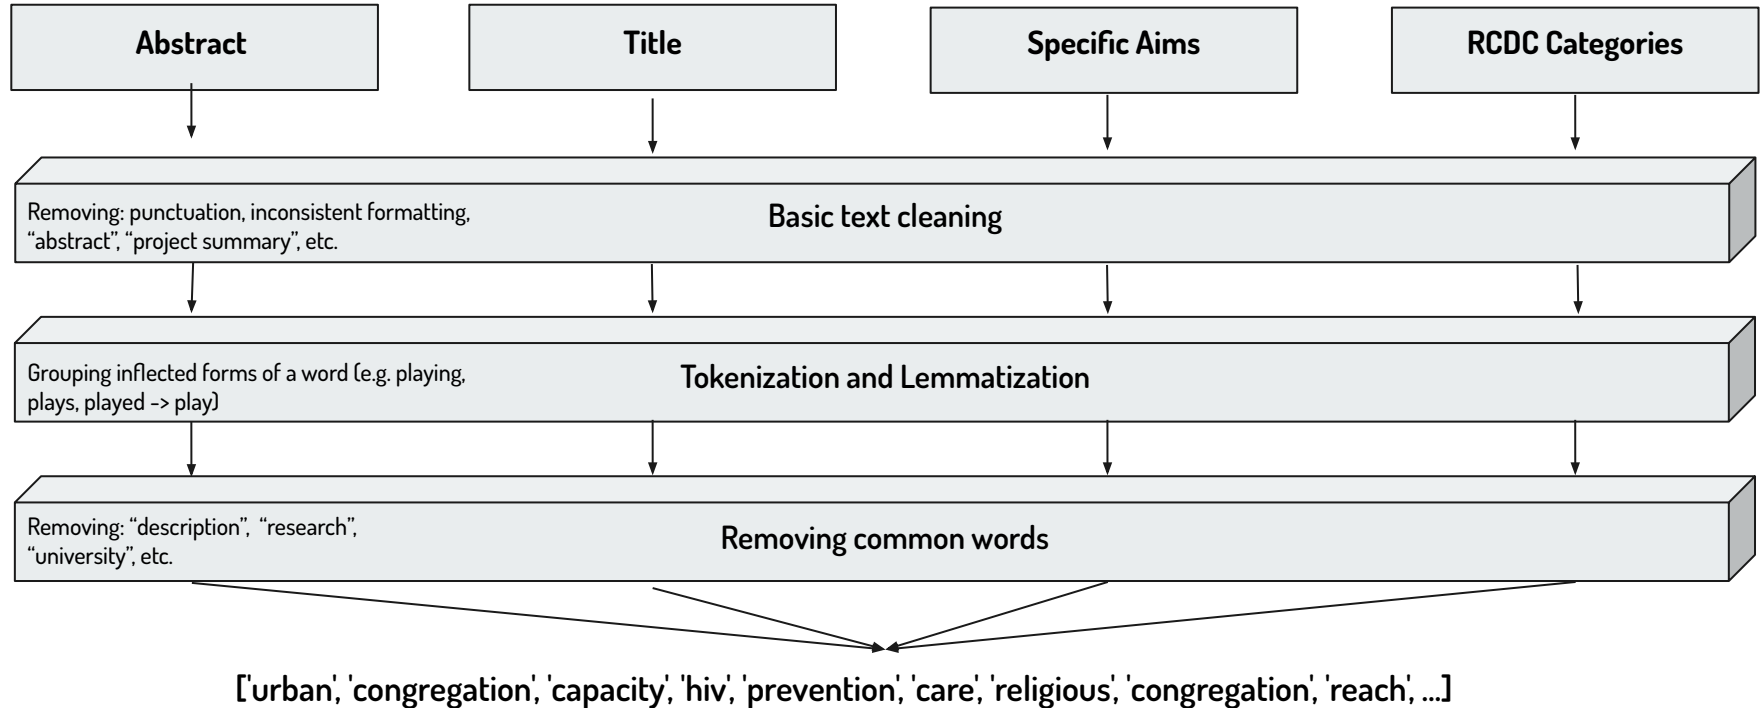 Abstract
Title
Specific Aims
RCDC Categories
Removing: punctuation, inconsistent formatting,
“abstract”, “project summary”, etc.
Basic text cleaning
Grouping inflected forms of a word (e.g. playing,
plays, played -> play)
Tokenization and Lemmatization
Removing: “description”, “research”,
“university”, etc.
Removing common words
['urban', 'congregation', 'capacity', 'hiv', 'prevention', 'care', 'religious', 'congregation', 'reach', ...]